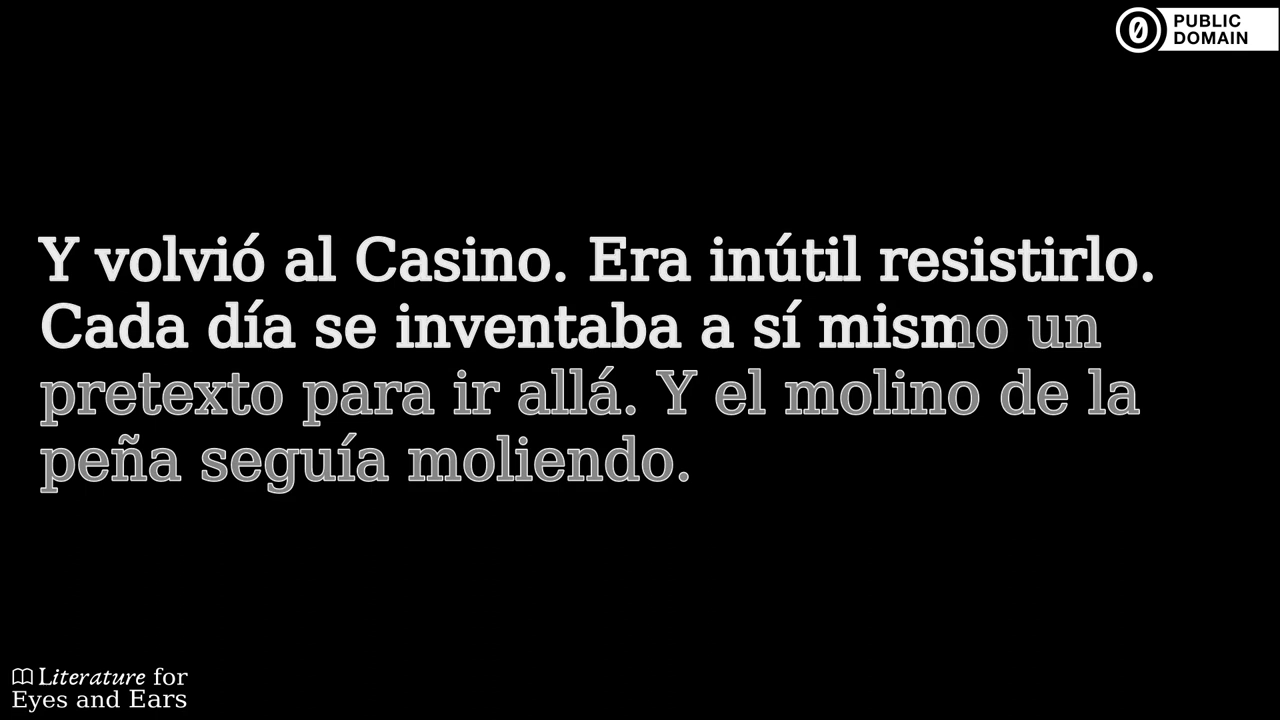 PUBLIC
DOMAIN
Y volvió al Casino. Era inútil resistirlo.
Cada día se inventaba a sí mismo un
pretexto para ir allá. Y el molino de la
peña seguía moliendo.
Literature for
Eyes and Ears